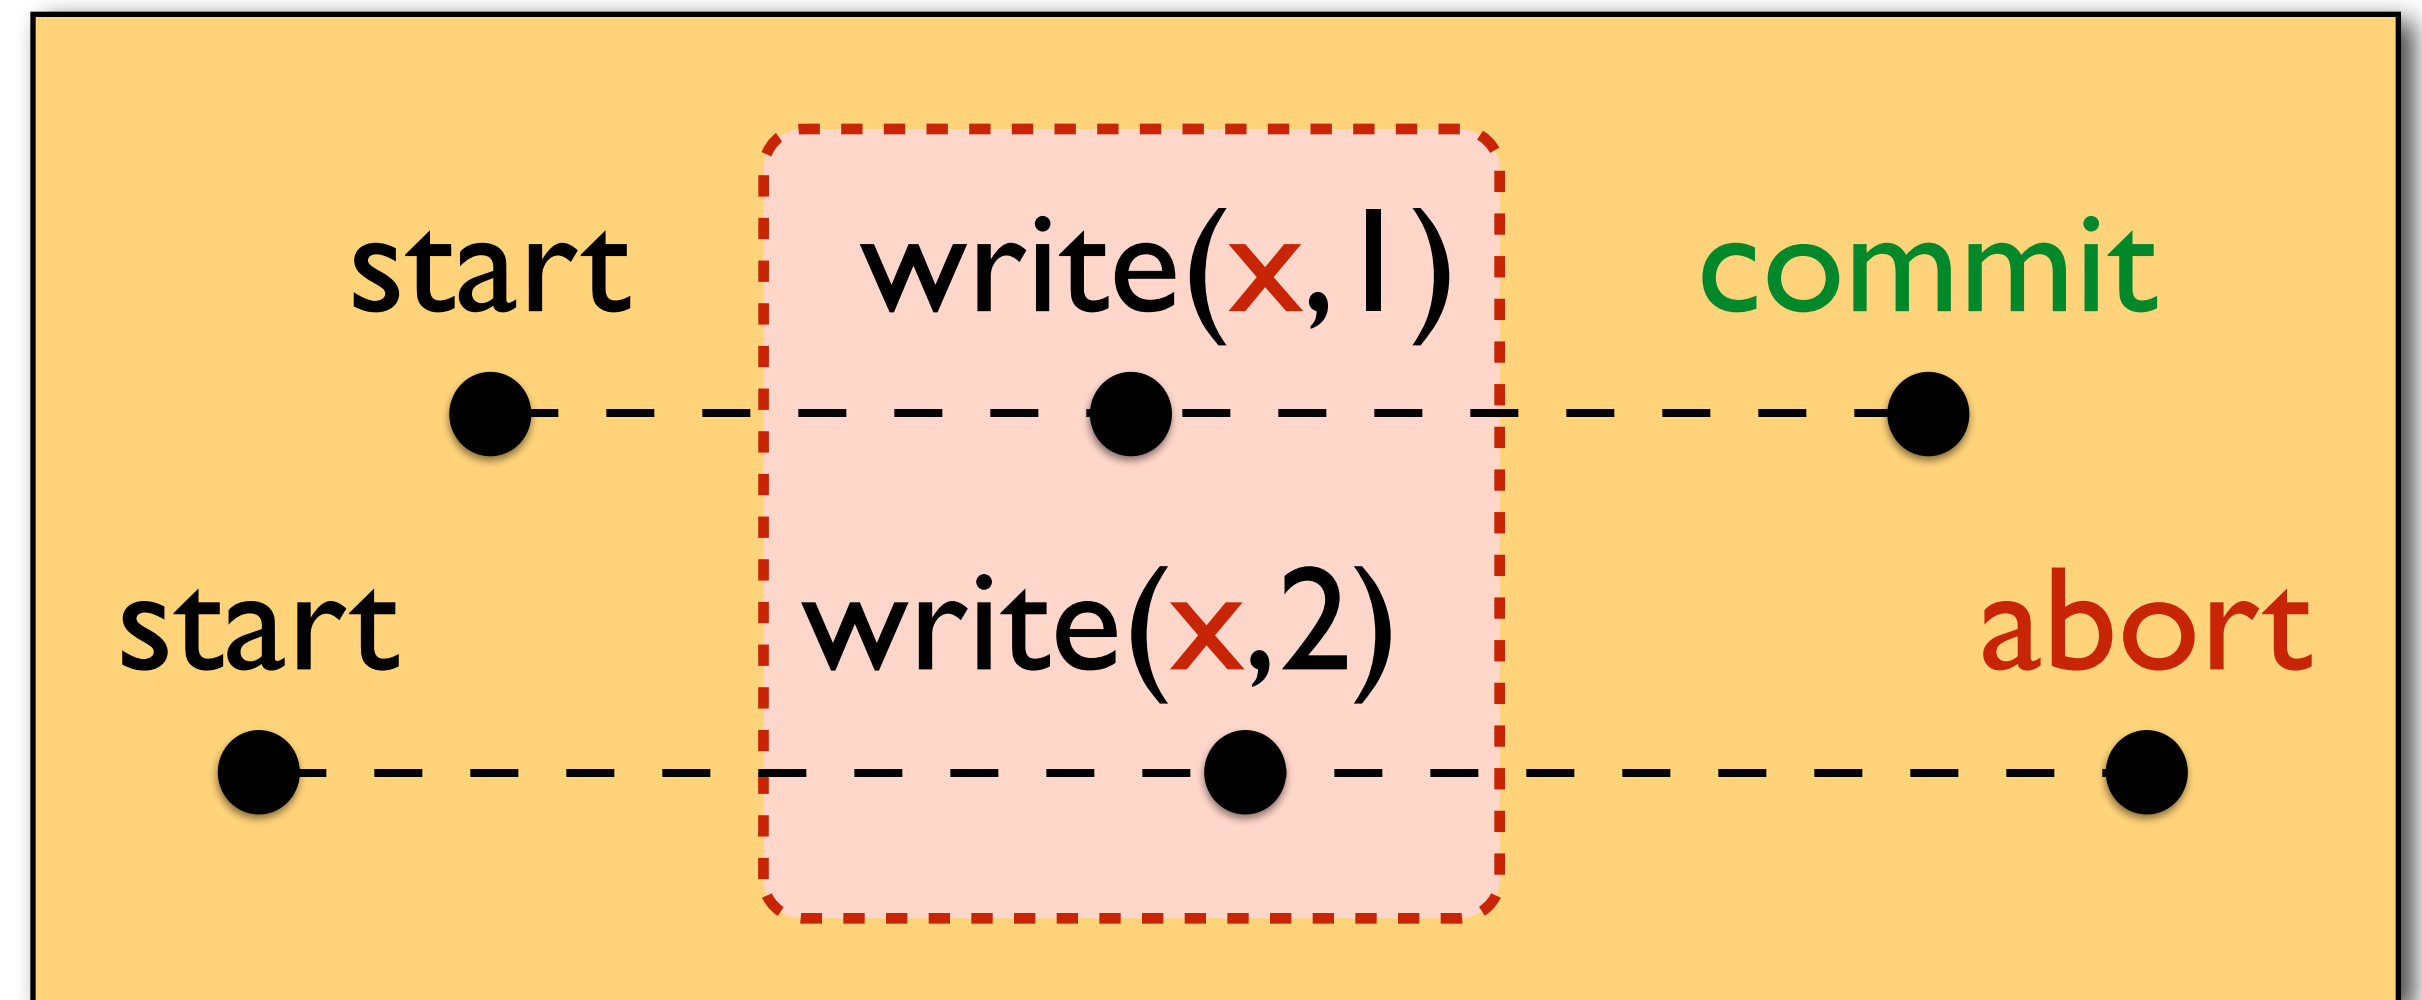 start write(x,1) commit
start write(x,2) abort